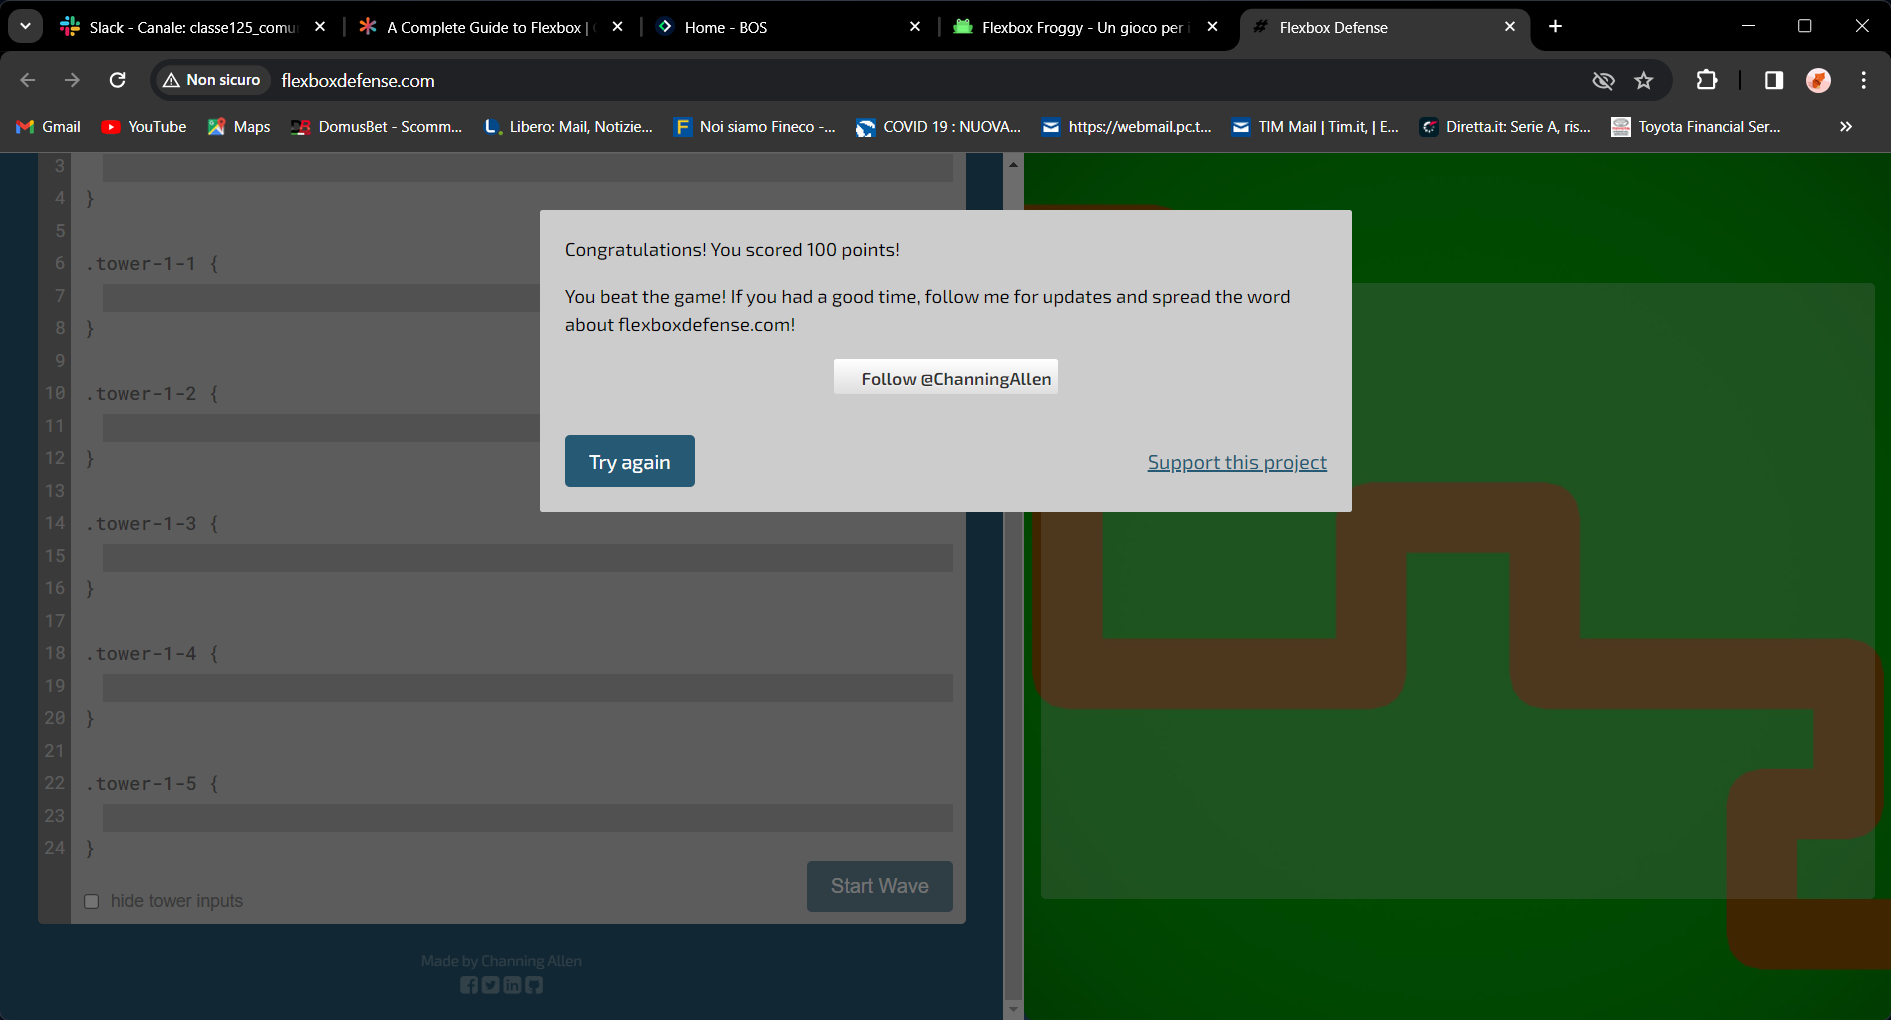 Slack - Canale: classe125_comu
A Complete Guide to Flexbox |
Home - BOS
Flexbox Froggy - Un gioco per i
Flexbox Defense
Non sicuro
flexboxdefense.com
Gmail
YouTube
Maps
DomusBet - Scomm...
Libero: Mail, Notizie...
Noi siamo Fineco -...
COVID 19 : NUOVA...
https://webmail.pc.t...
TIM Mail | Tim.it, | E...
Diretta.it: Serie A, ris...
Toyota Financial Ser...
3
4 }
5
6 .tower-1-1 {
7
8 }
9
10 .tower-1-2 {
11
12 }
13
14 .tower-1-3 {
15
16 }
17
18 .tower-1-4 {
19
20 }
21
22 .tower-1-5 {
23
24 }
hide tower inputs
Start Wave
Made by Channing Allen
Congratulations! You scored 100 points!
You beat the game! If you had a good time, follow me for updates and spread the word
about flexboxdefense.com!
Follow @ChanningAllen
Try again
Support this project